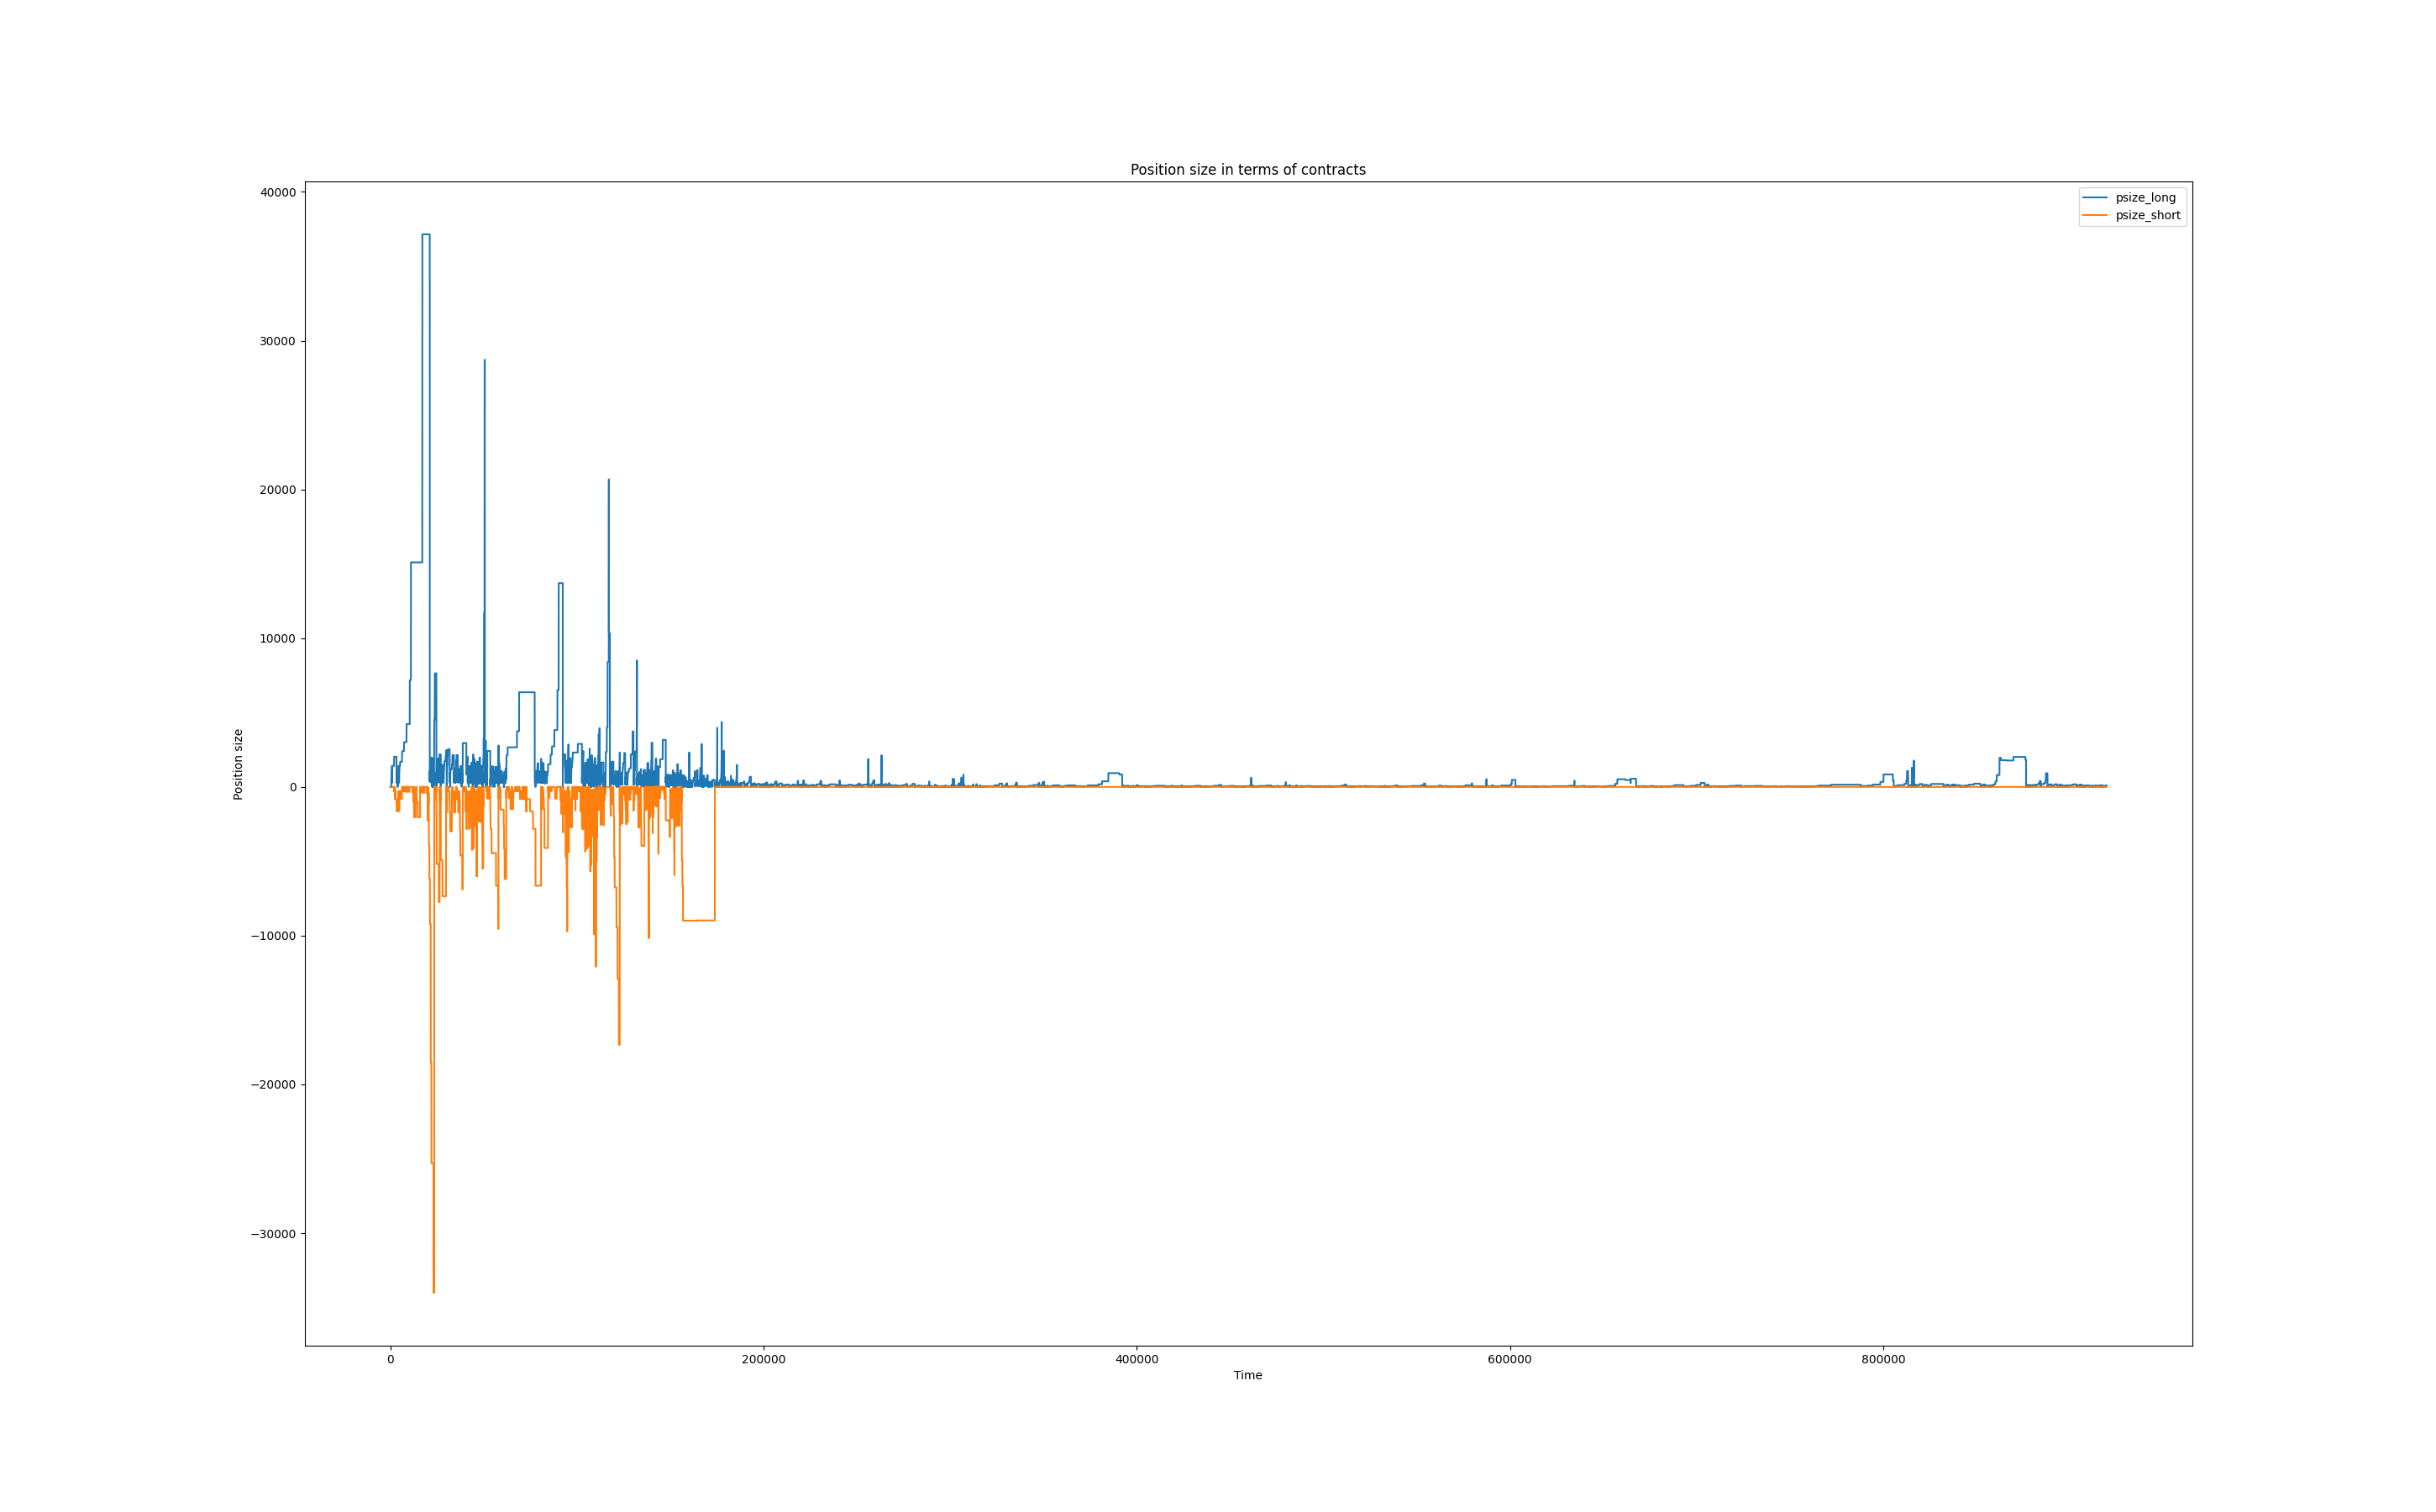 Position size in terms of contracts
psize_long
psize_short
Position size
40000
30000
20000
10000
0
−10000
−20000
−30000
0
200000
400000
600000
800000
Time